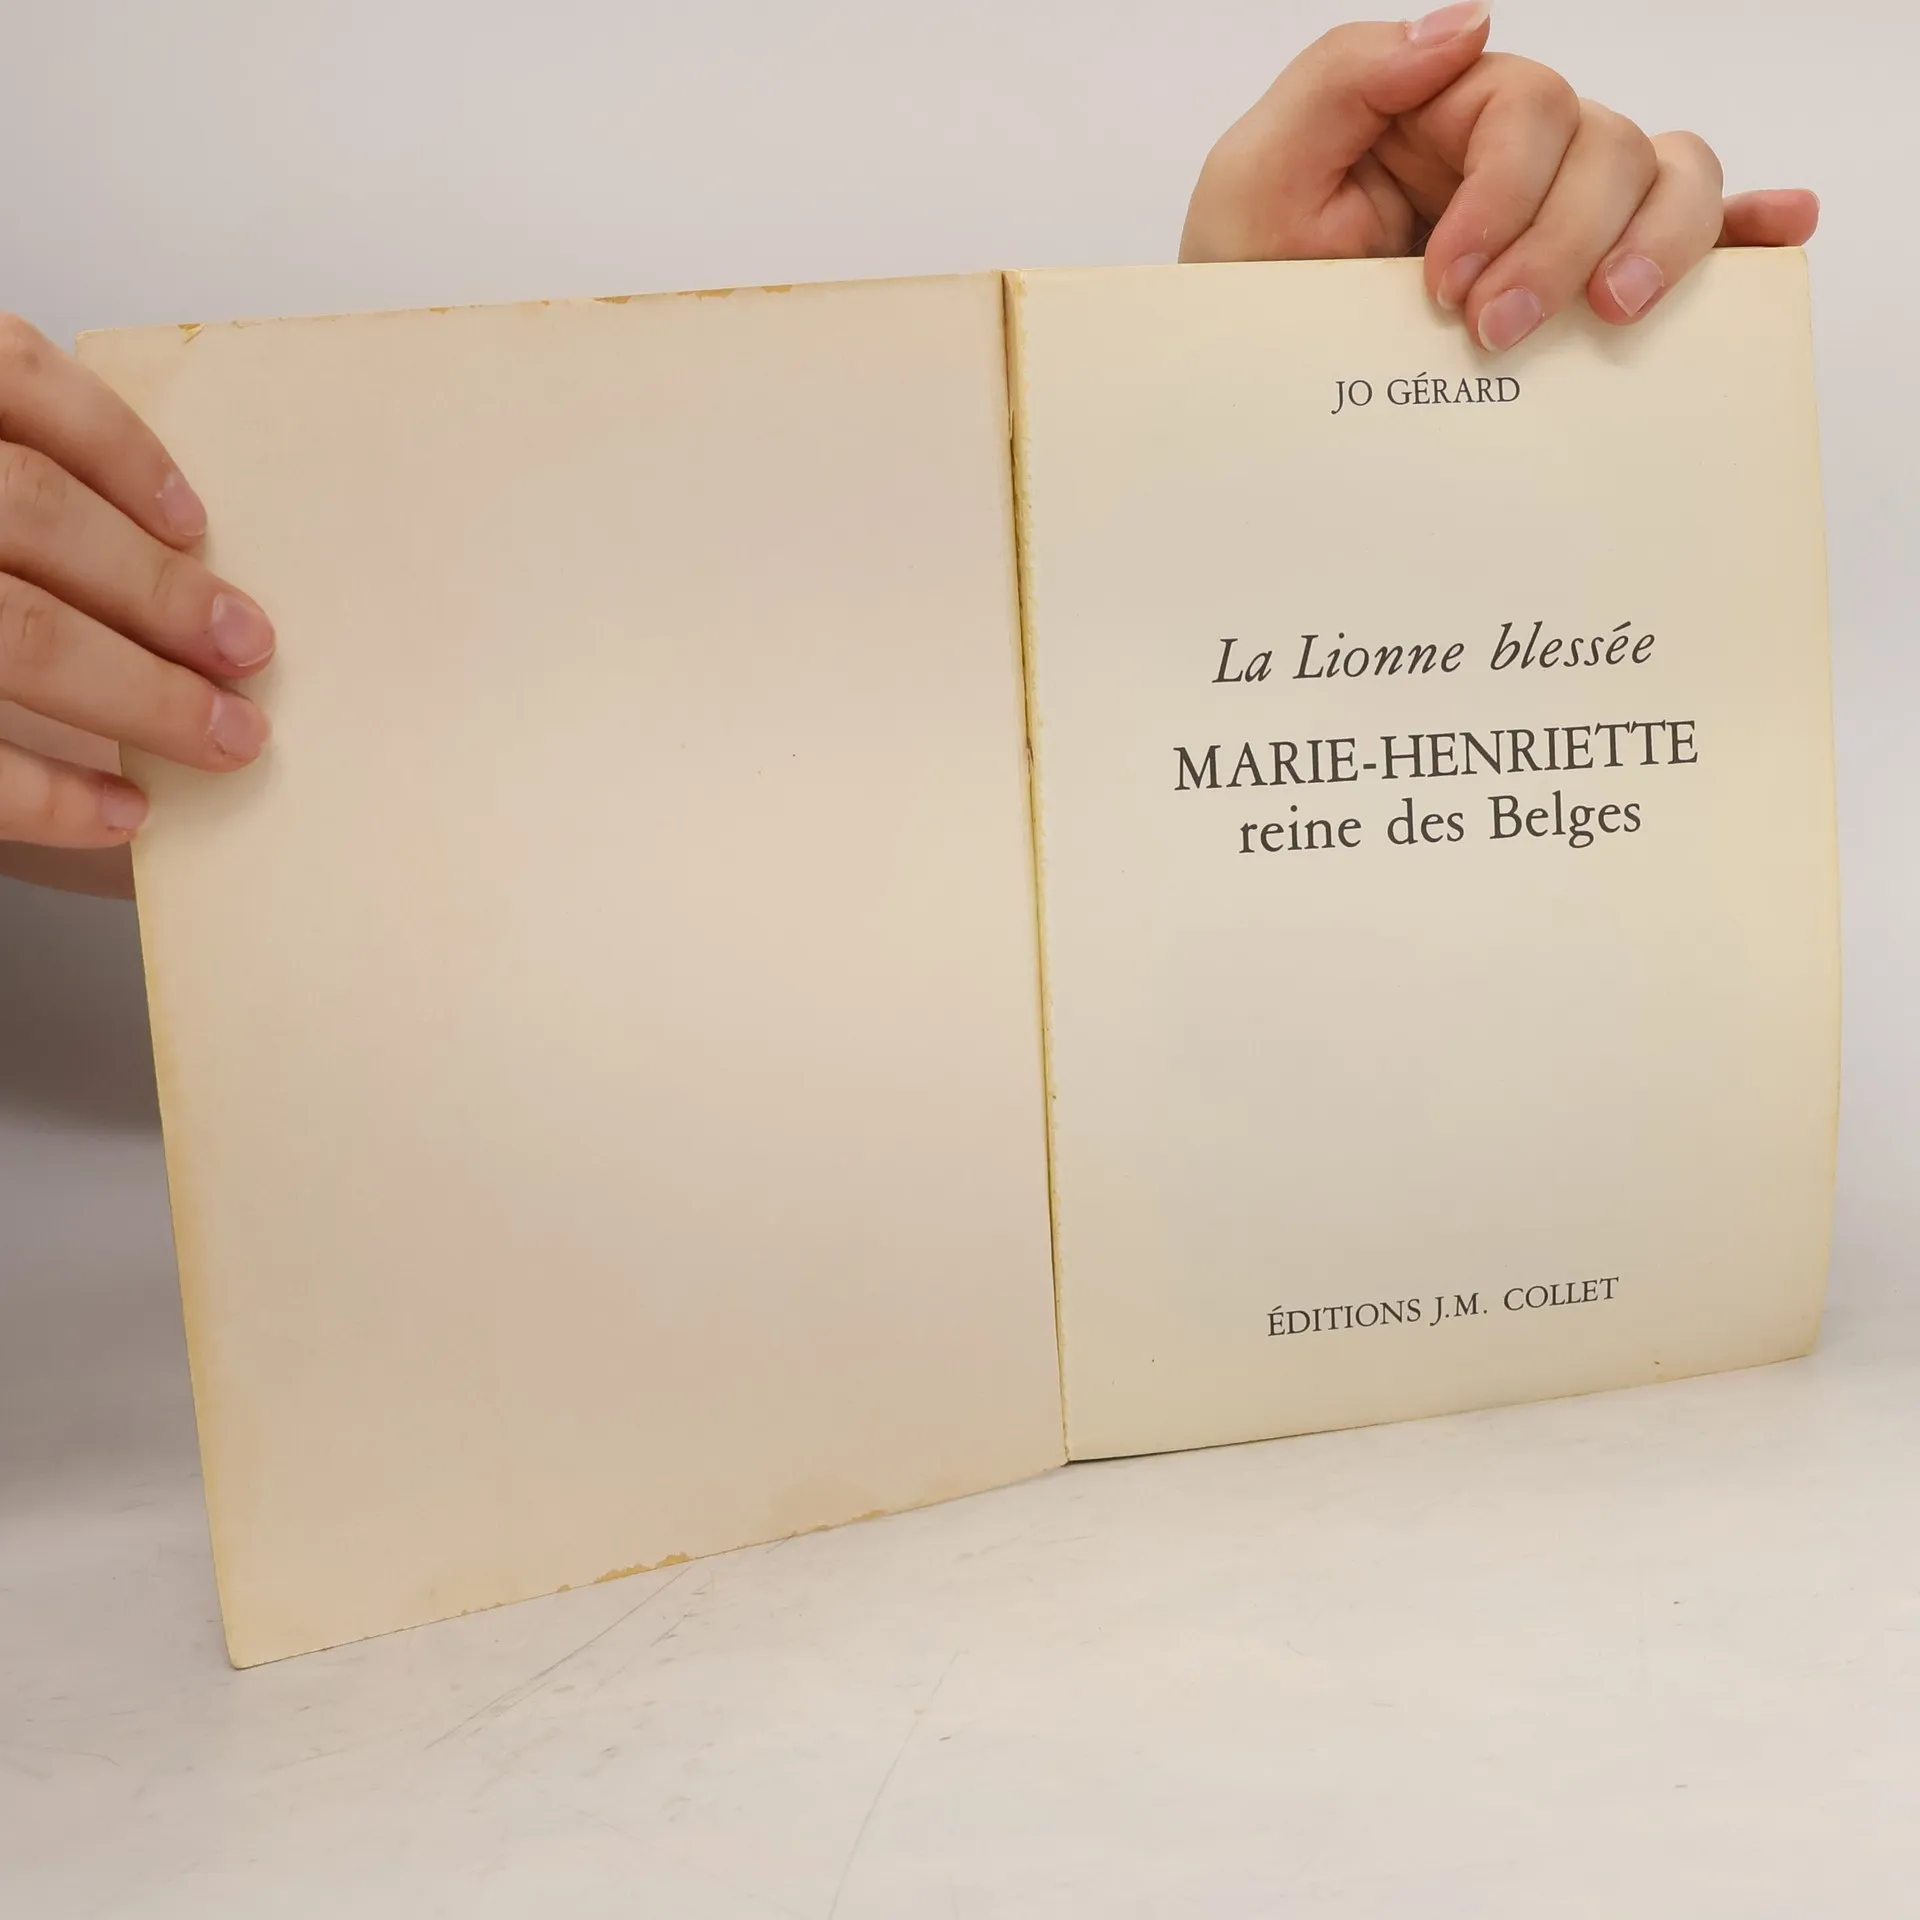 JO GÉRARD
La Lionne blessée
MARIE-HENRIETTE
reine des Belges
ÉDITIONS J.M. COLLET